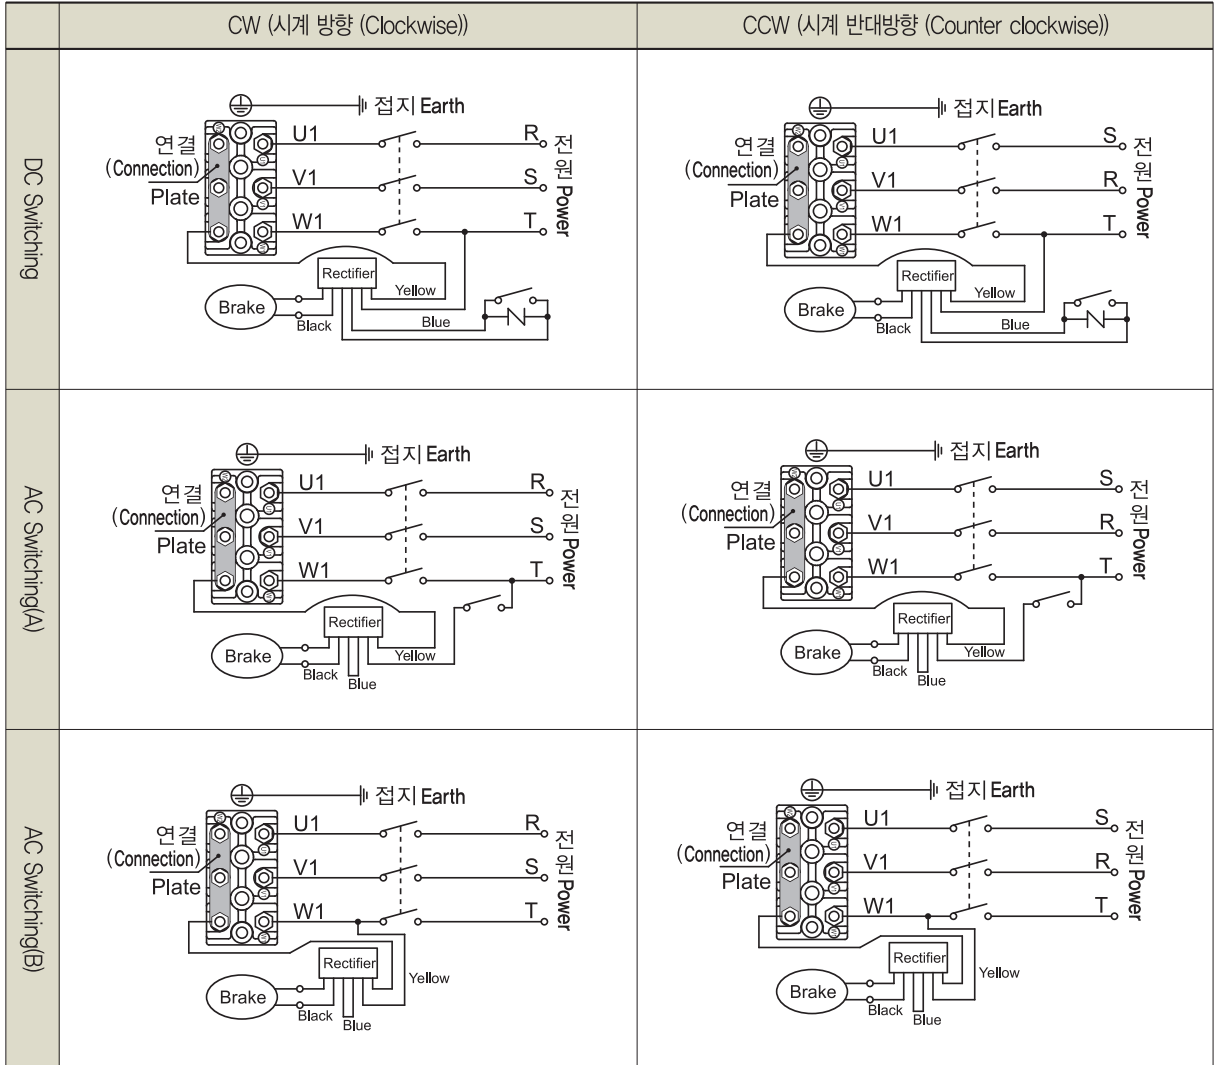 CW (시계 방향 (Clockwise))
CCW (시계 반대방향 (Counter clockwise))
DC Switching
접지 Earth
연결
(Connection)
Plate
U1
V1
W1
R
S
T
전원 Power
Rectifier
Yellow
Brake
Black
Blue
접지 Earth
연결
(Connection)
Plate
U1
V1
W1
S
R
T
전원 Power
Rectifier
Yellow
Brake
Black
Blue
AC Switching(A)
접지 Earth
연결
(Connection)
Plate
U1
V1
W1
R
S
T
전원 Power
Rectifier
Brake
Yellow
Black
Blue
접지 Earth
연결
(Connection)
Plate
U1
V1
W1
S
R
T
전원 Power
Rectifier
Brake
Yellow
Black
Blue
AC Switching(B)
접지 Earth
연결
(Connection)
Plate
U1
V1
W1
R
S
T
전원 Power
Rectifier
Yellow
Brake
Black
Blue
접지 Earth
연결
(Connection)
Plate
U1
V1
W1
S
R
T
전원 Power
Rectifier
Yellow
Brake
Black
Blue